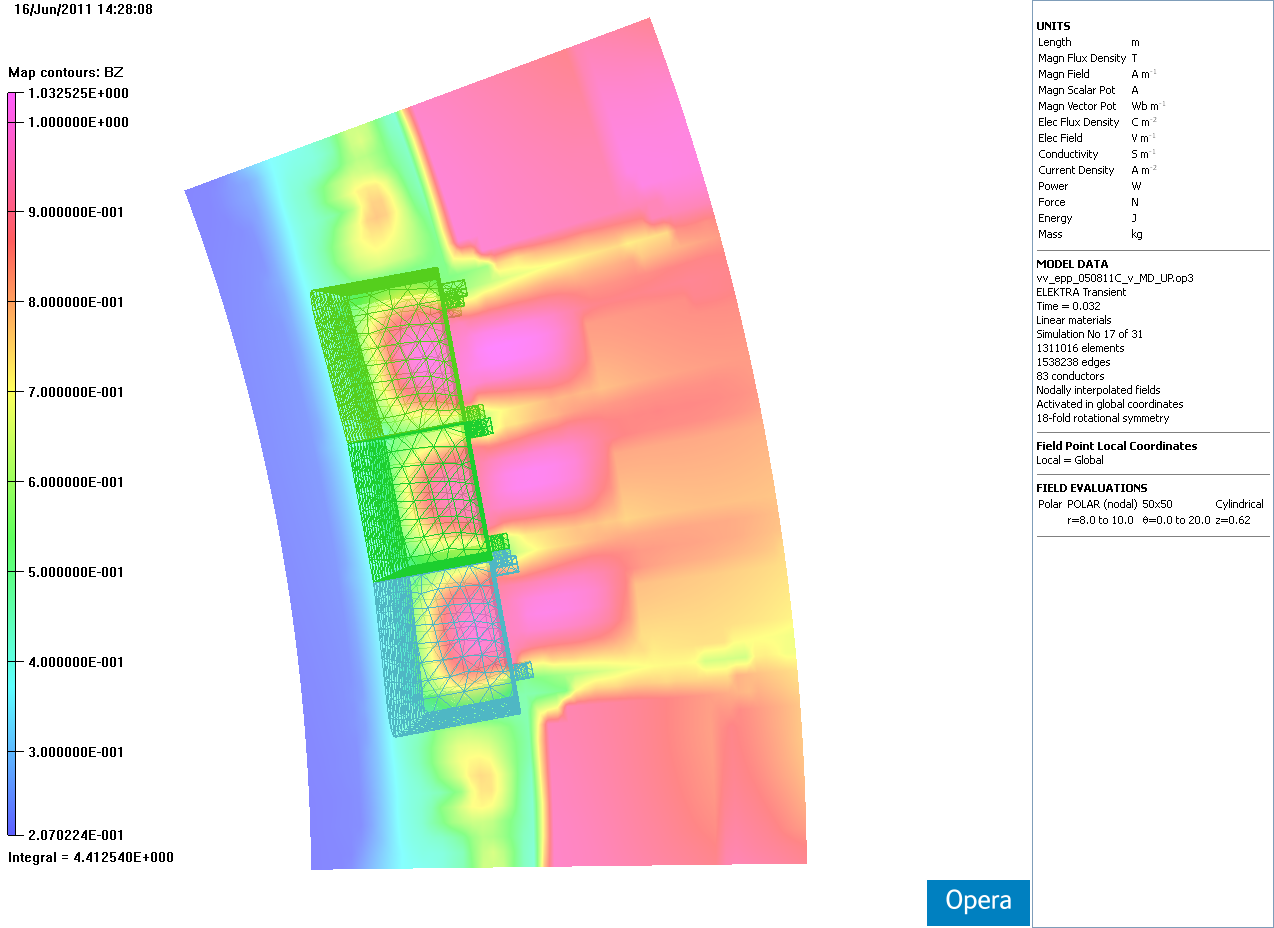 16/Jun/2011 14:28:08
Map contours: BZ
1.032525E+000
1.000000E+000
9.000000E-001
8.000000E-001
7.000000E-001
6.000000E-001
5.000000E-001
4.000000E-001
3.000000E-001
2.070224E-001
Integral = 4.412540E+000
UNITS
Length m
Magn Flux Density T
Magn Field A m⁻¹
Magn Scalar Pot A
Magn Vector Pot Wb m⁻¹
Elec Flux Density C m⁻²
Elec Field V m⁻¹
Conductivity S m⁻¹
Current Density A m⁻²
Power W
Force N
Energy J
Mass kg
MODEL DATA
vv_epp_050811C_v_MD_UP.op3
ELEKTRA Transient
Time = 0.032
Linear materials
Simulation No 17 of 31
1311016 elements
1538238 edges
83 conductors
Nodally interpolated fields
Activated in global coordinates
18-fold rotational symmetry
Field Point Local Coordinates
Local = Global
FIELD EVALUATIONS
Polar POLAR (nodal) 50x50 Cylindrical
r=8.0 to 10.0 θ=0.0 to 20.0 z=0.62
Opera